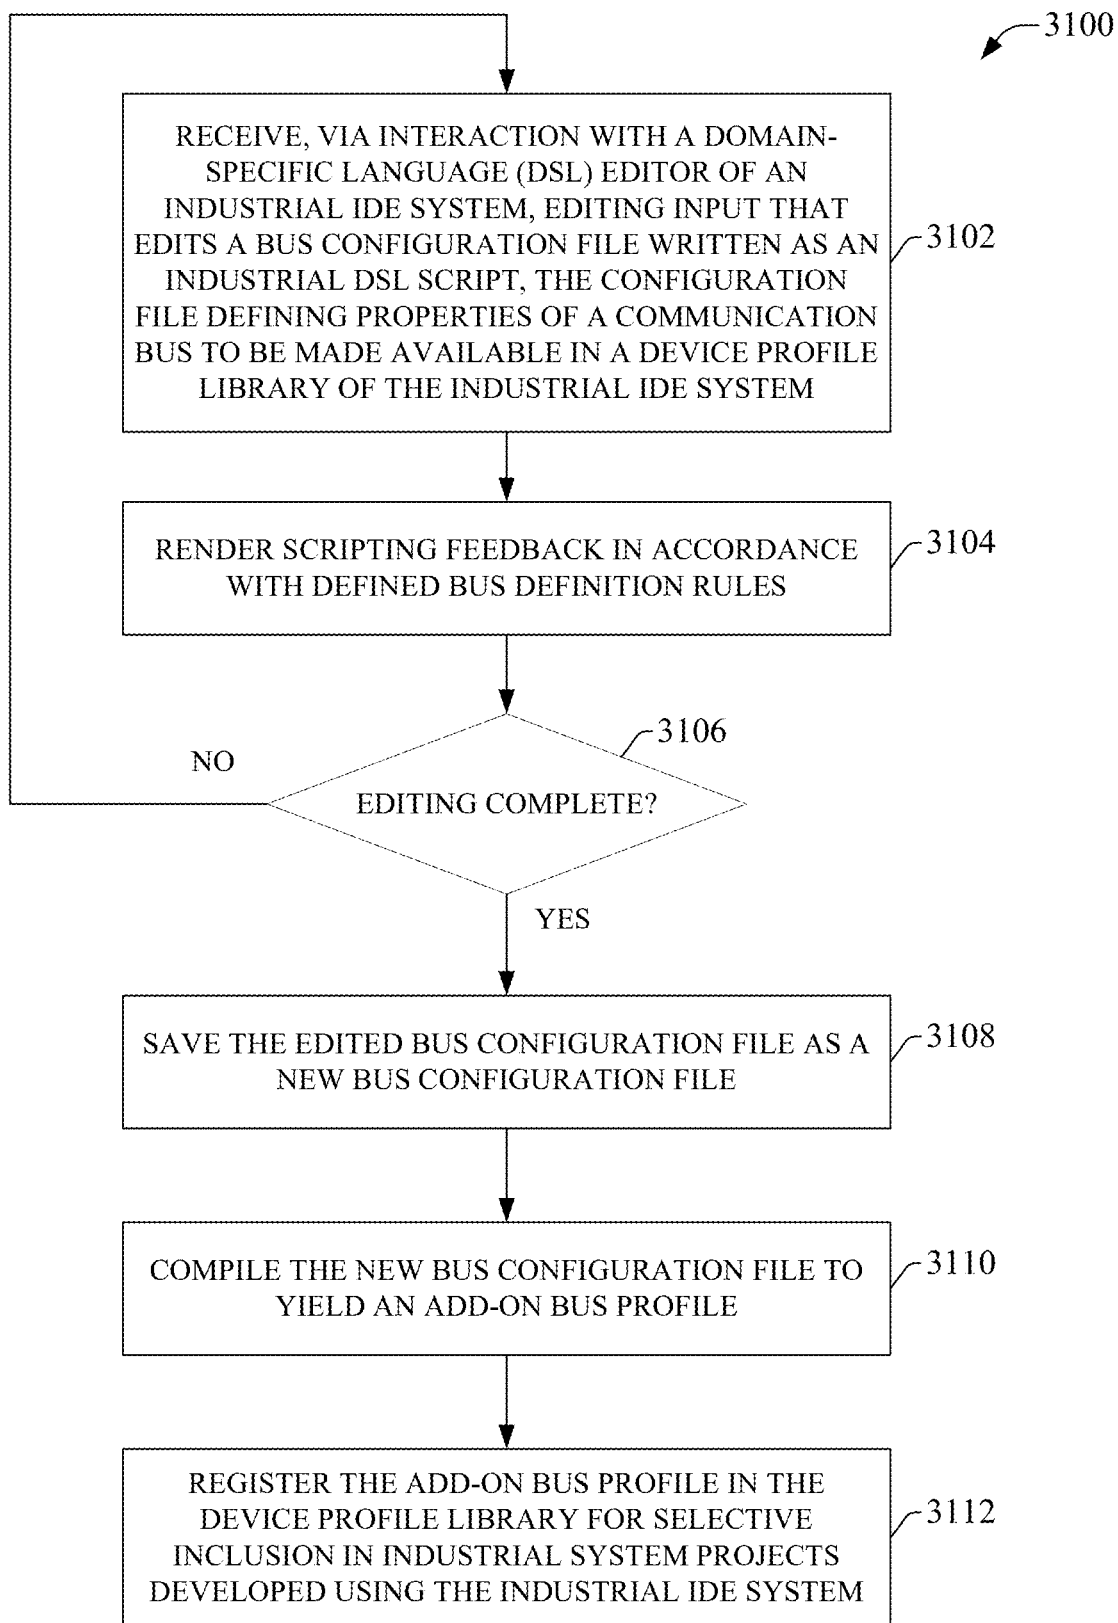 3100
RECEIVE, VIA INTERACTION WITH A DOMAIN-
SPECIFIC LANGUAGE (DSL) EDITOR OF AN
INDUSTRIAL IDE SYSTEM, EDITING INPUT THAT
EDITS A BUS CONFIGURATION FILE WRITTEN AS AN
INDUSTRIAL DSL SCRIPT, THE CONFIGURATION
FILE DEFINING PROPERTIES OF A COMMUNICATION
BUS TO BE MADE AVAILABLE IN A DEVICE PROFILE
LIBRARY OF THE INDUSTRIAL IDE SYSTEM
3102
RENDER SCRIPTING FEEDBACK IN ACCORDANCE
WITH DEFINED BUS DEFINITION RULES
3104
3106
NO
EDITING COMPLETE?
YES
SAVE THE EDITED BUS CONFIGURATION FILE AS A
NEW BUS CONFIGURATION FILE
3108
COMPILE THE NEW BUS CONFIGURATION FILE TO
YIELD AN ADD-ON BUS PROFILE
3110
REGISTER THE ADD-ON BUS PROFILE IN THE
DEVICE PROFILE LIBRARY FOR SELECTIVE
INCLUSION IN INDUSTRIAL SYSTEM PROJECTS
DEVELOPED USING THE INDUSTRIAL IDE SYSTEM
3112